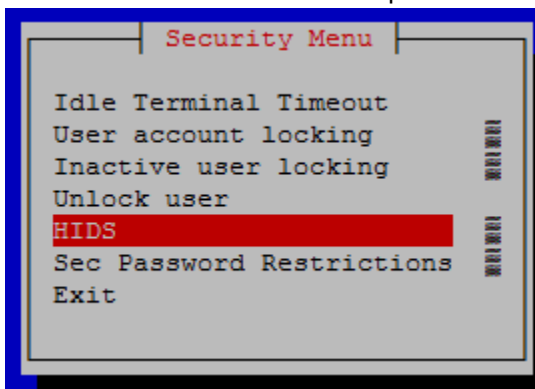 Security Menu
Idle Terminal Timeout
User account locking
Inactive user locking
Unlock user
HIDS
Sec Password Restrictions
Exit